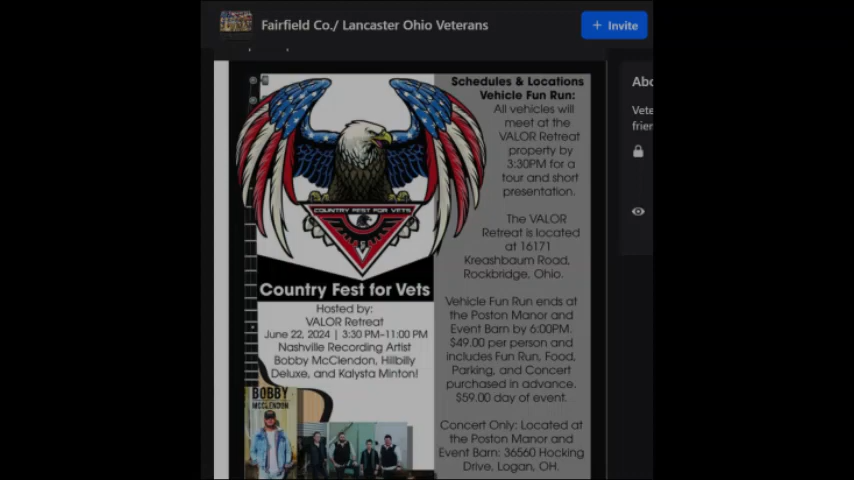 Fairfield Co./ Lancaster Ohio Veterans
+ Invite
Schedules & Locations
Vehicle Fun Run:
All vehicles will
meet at the
VALOR Retreat
property by
3:30PM for a
tour and short
presentation.
The VALOR
Retreat is located
at 16171
Kreashbaum Road,
Rockbridge, Ohio.
Vehicle Fun Run ends at
the Poston Manor and
Event Barn by 6:00PM.
$49.00 per person and
includes Fun Run, Food,
Parking, and Concert
purchased in advance.
$59.00 day of event.
Concert Only: Located at
the Poston Manor and
Event Barn: 36560 Hocking
Drive, Logan, OH.
COUNTRY FEST FOR VETS
Country Fest for Vets
Hosted by:
VALOR Retreat
June 22, 2024 | 3:30 PM-11:00 PM
Nashville Recording Artist
Bobby McClendon, Hillbilly
Deluxe, and Kalysta Minton!
BOBBY
MCCLENDON
Abo
Vete
frien